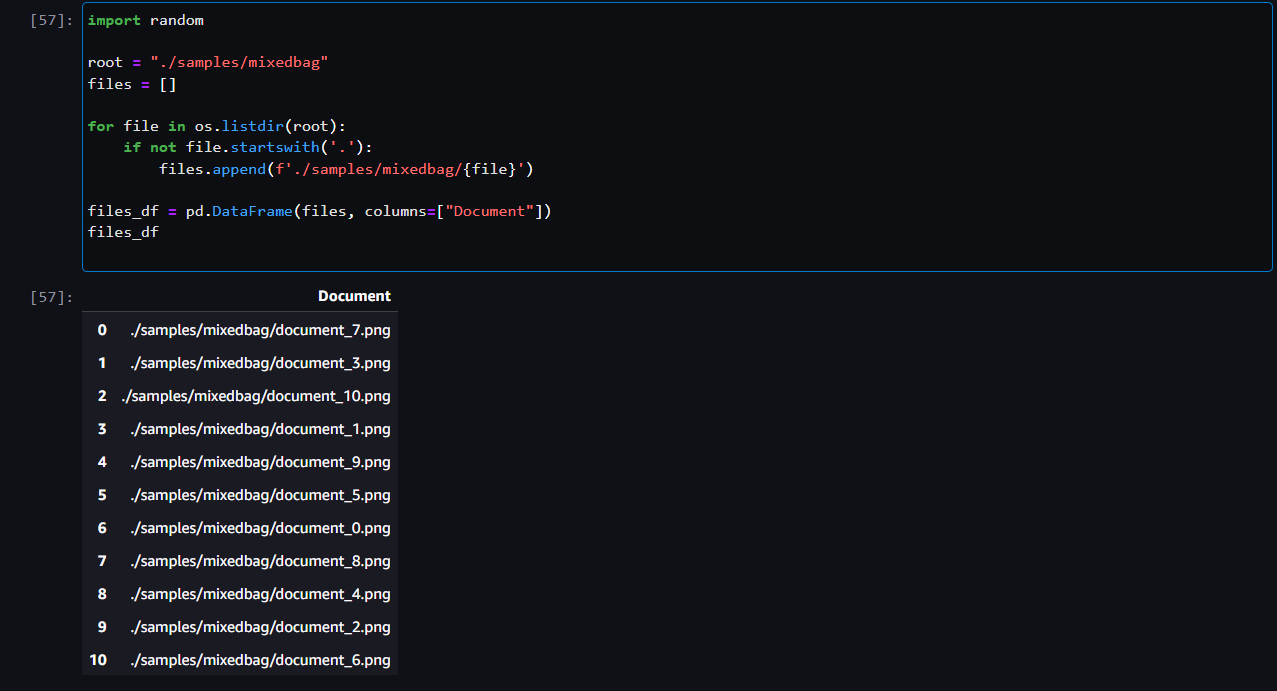 [57]: import random
root = "./samples/mixedbag"
files = []
for file in os.listdir(root):
    if not file.startswith('.'):
        files.append(f'./samples/mixedbag/{file}')
files_df = pd.DataFrame(files, columns=["Document"])
files_df
[57]: Document
0 ./samples/mixedbag/document_7.png
1 ./samples/mixedbag/document_3.png
2 ./samples/mixedbag/document_10.png
3 ./samples/mixedbag/document_1.png
4 ./samples/mixedbag/document_9.png
5 ./samples/mixedbag/document_5.png
6 ./samples/mixedbag/document_0.png
7 ./samples/mixedbag/document_8.png
8 ./samples/mixedbag/document_4.png
9 ./samples/mixedbag/document_2.png
10 ./samples/mixedbag/document_6.png